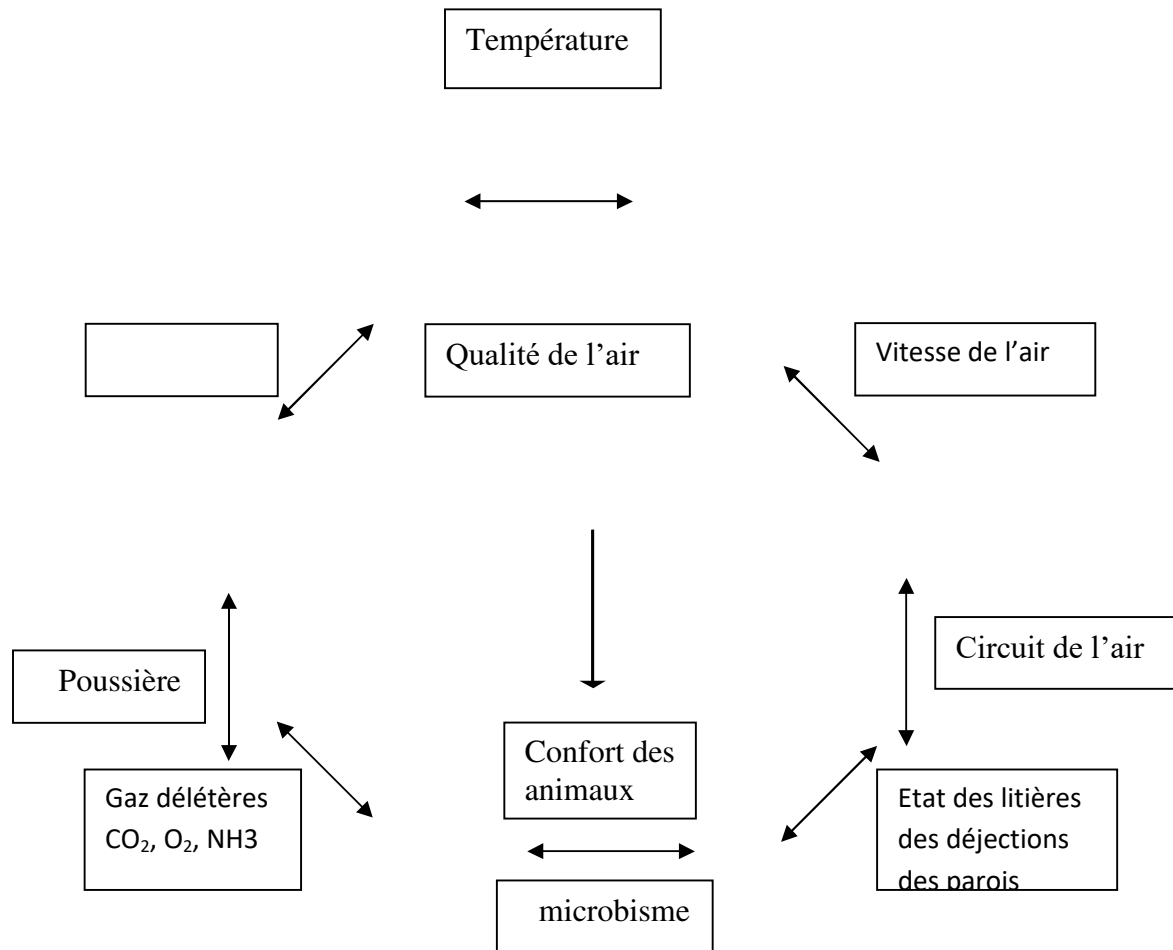 Température
Qualité de l’air
Vitesse de l’air
Circuit de l’air
Poussière
Confort des
animaux
Gaz délétères
CO₂, O₂, NH3
Etat des litières
des déjections
des parois
microbisme